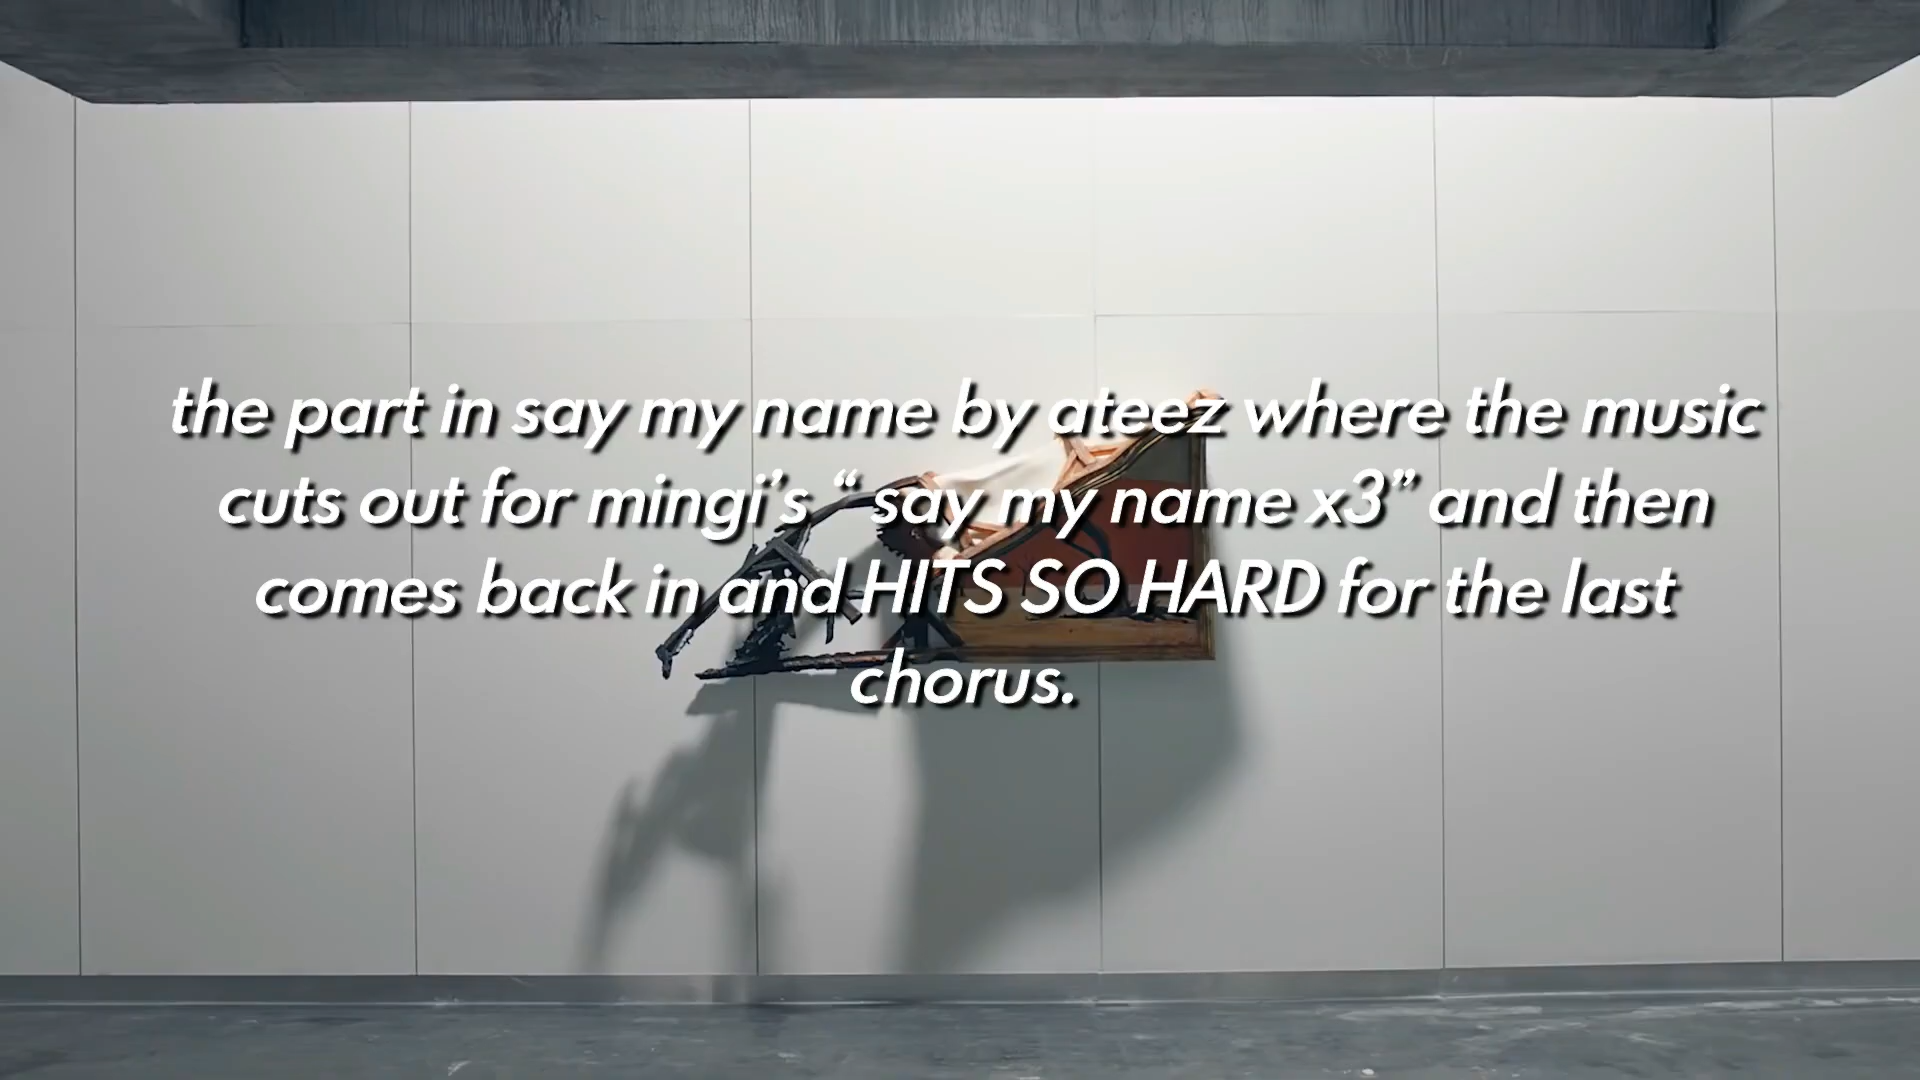 the part in say my name by ateez where the music
cuts out for mingi’s “ say my name x3” and then
comes back in and HITS SO HARD for the last
chorus.